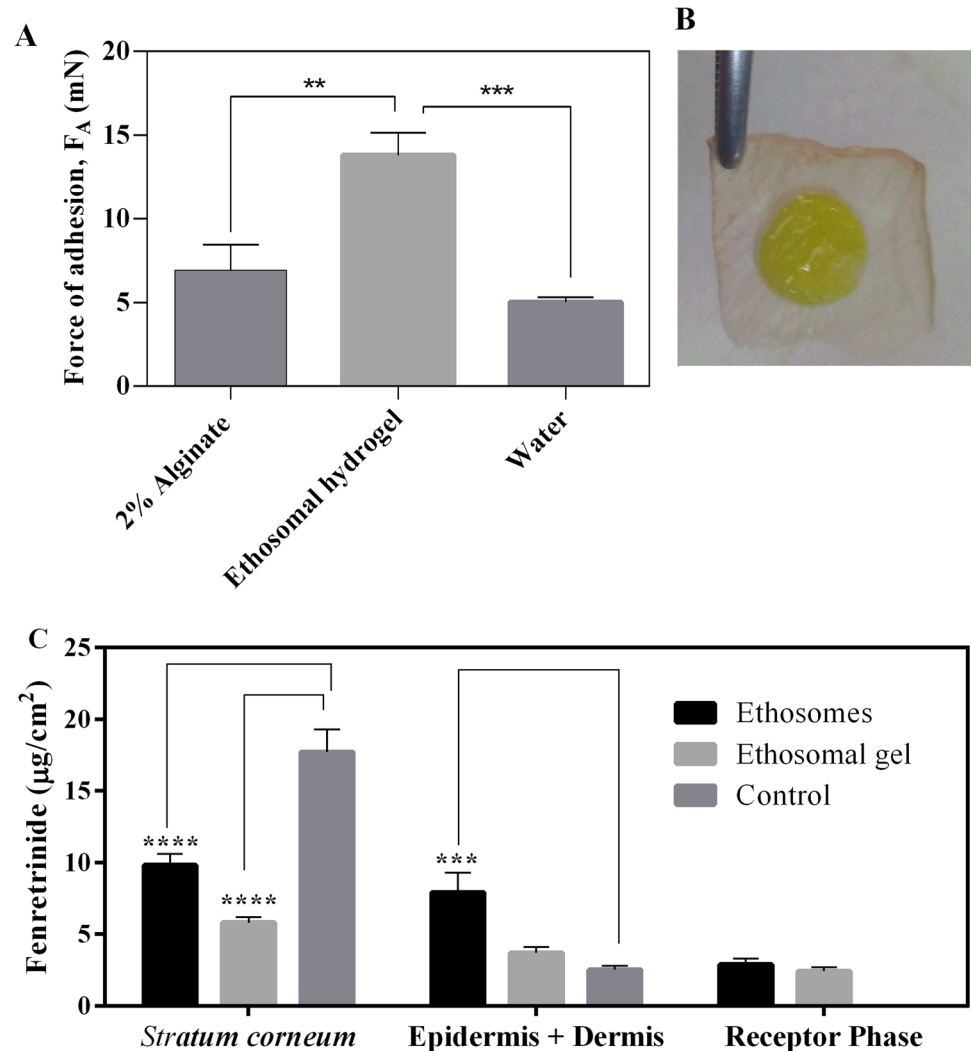 A
Force of adhesion, F_A (mN)
20
15
10
5
0
**
***
2% Alginate
Ethosomal hydrogel
Water
B
C
Fenretrinide (µg/cm²)
25
20
15
10
5
0
****
****
***
Ethosomes
Ethosomal gel
Control
Stratum corneum
Epidermis + Dermis
Receptor Phase